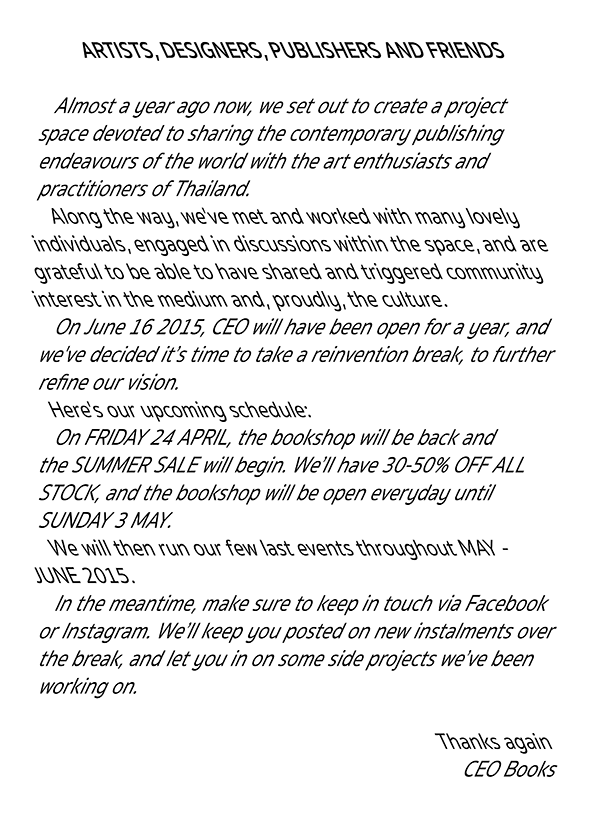 ARTISTS, DESIGNERS, PUBLISHERS AND FRIENDS
Almost a year ago now, we set out to create a project
space devoted to sharing the contemporary publishing
endeavours of the world with the art enthusiasts and
practitioners of Thailand.
Along the way, we've met and worked with many lovely
individuals, engaged in discussions within the space, and are
grateful to be able to have shared and triggered community
interest in the medium and, proudly, the culture.
On June 16 2015, CEO will have been open for a year, and
we've decided it's time to take a reinvention break, to further
refine our vision.
Here's our upcoming schedule:
On FRIDAY 24 APRIL, the bookshop will be back and
the SUMMER SALE will begin. We'll have 30-50% OFF ALL
STOCK, and the bookshop will be open everyday until
SUNDAY 3 MAY.
We will then run our few last events throughout MAY -
JUNE 2015.
In the meantime, make sure to keep in touch via Facebook
or Instagram. We'll keep you posted on new instalments over
the break, and let you in on some side projects we've been
working on.
Thanks again
CEO Books